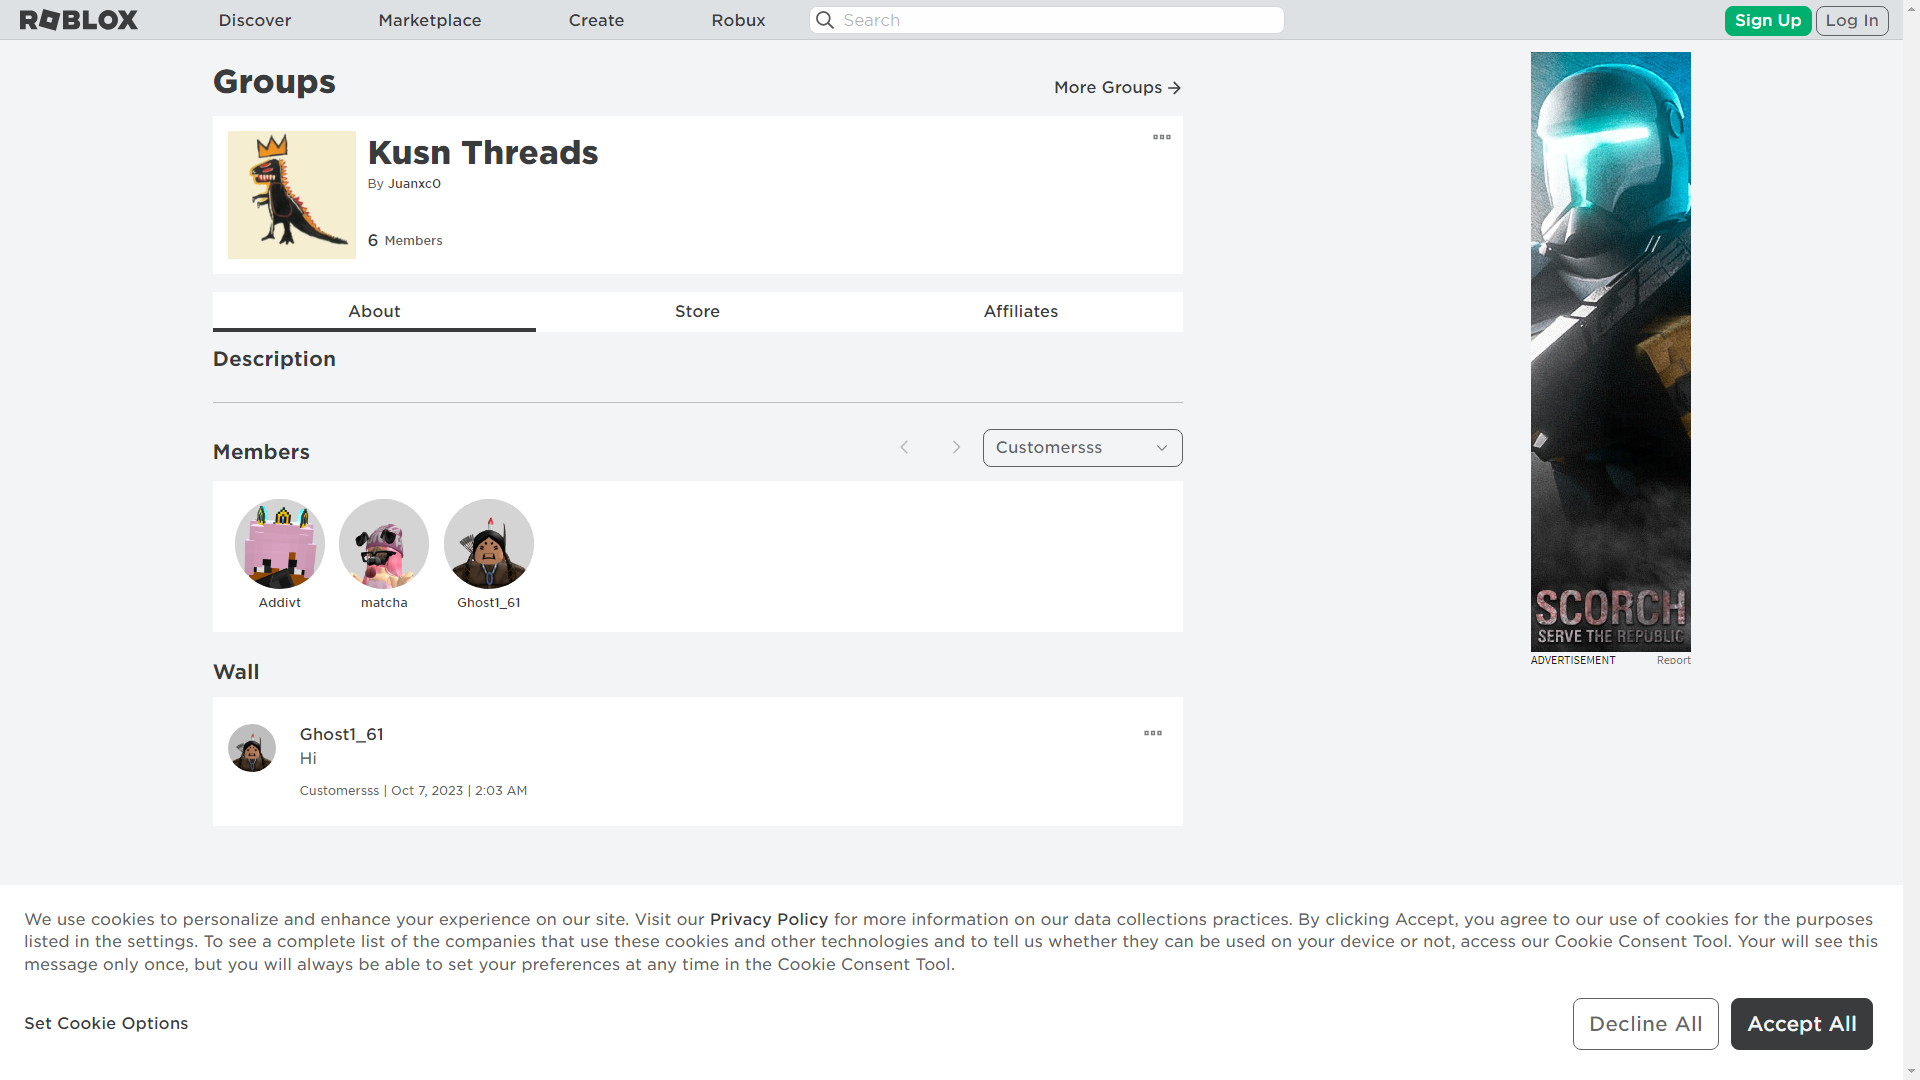 ROBLOX
Discover
Marketplace
Create
Robux
Search
Sign Up
Log In
Groups
More Groups
Kusn Threads
By Juanxc0
6 Members
About
Store
Affiliates
Description
Members
Customersss
Addivt
matcha
Ghost1_61
Wall
Ghost1_61
Hi
Customersss | Oct 7, 2023 | 2:03 AM
SCORCH
SERVE THE REPUBLIC
ADVERTISEMENT
Report
We use cookies to personalize and enhance your experience on our site. Visit our Privacy Policy for more information on our data collections practices. By clicking Accept, you agree to our use of cookies for the purposes
listed in the settings. To see a complete list of the companies that use these cookies and other technologies and to tell us whether they can be used on your device or not, access our Cookie Consent Tool. Your will see this
message only once, but you will always be able to set your preferences at any time in the Cookie Consent Tool.
Set Cookie Options
Decline All
Accept All